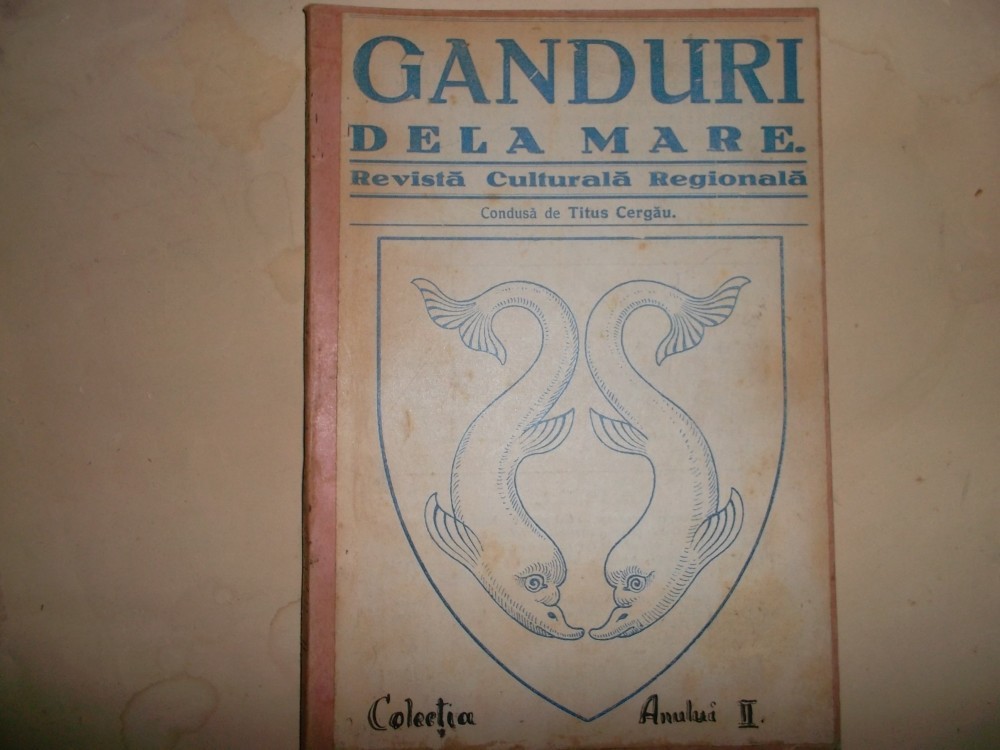 GANDURI
DELA MARE.
Revistă Culturală Regională
Condusă de Titus Cergău.
Colecția Anului II.